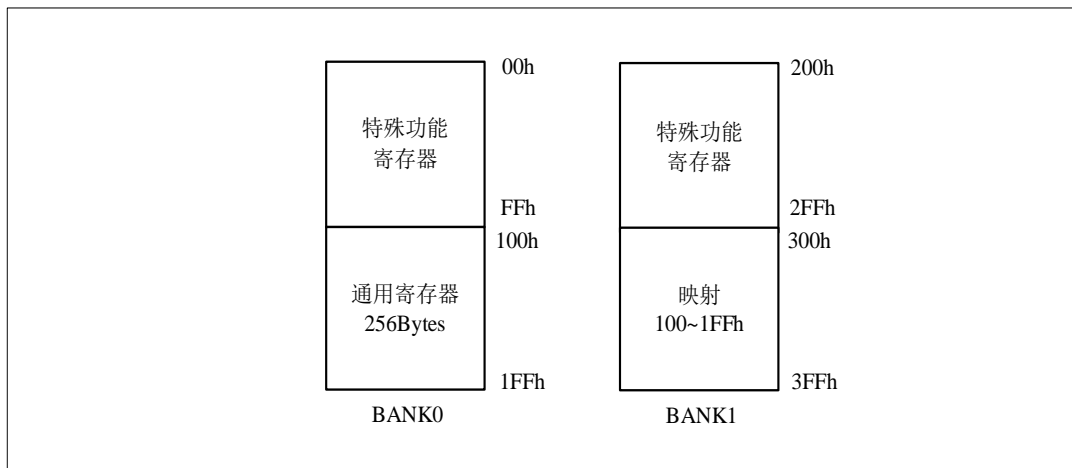 00h
特殊功能
寄存器
FFh
100h
通用寄存器
256Bytes
1FFh
BANK0
200h
特殊功能
寄存器
2FFh
300h
映射
100~1FFh
3FFh
BANK1